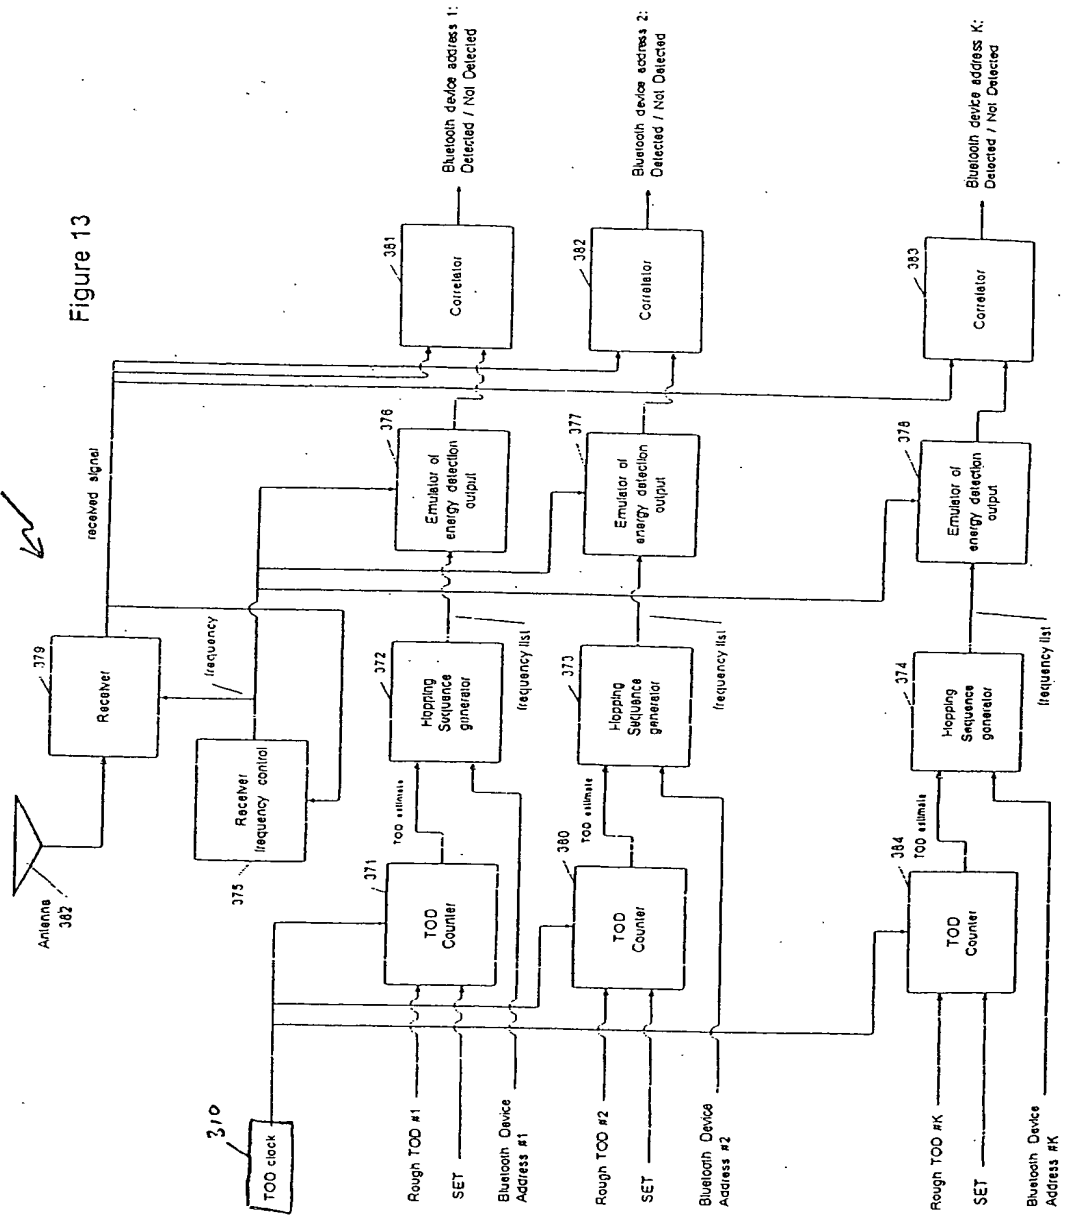 Figure 13
Antenna
382
379
Receiver
received signal
frequency
Receiver
frequency control
375
310
TOD clock
Rough TOD #1
SET
Bluetooth Device
Address #1
371
TOD
Counter
TOD estimate
372
Hopping
Sequence
generator
frequency list
376
Emulator of
energy detection
output
381
Correlator
Bluetooth device address 1:
Detected / Not Detected
Rough TOD #2
SET
Bluetooth Device
Address #2
380
TOD
Counter
TOD estimate
373
Hopping
Sequence
generator
frequency list
377
Emulator of
energy detection
output
382
Correlator
Bluetooth device address 2:
Detected / Not Detected
Rough TOD #K
SET
Bluetooth Device
Address #K
384
TOD
Counter
TOD estimate
374
Hopping
Sequence
generator
frequency list
378
Emulator of
energy detection
output
383
Correlator
Bluetooth device address K:
Detected / Not Detected